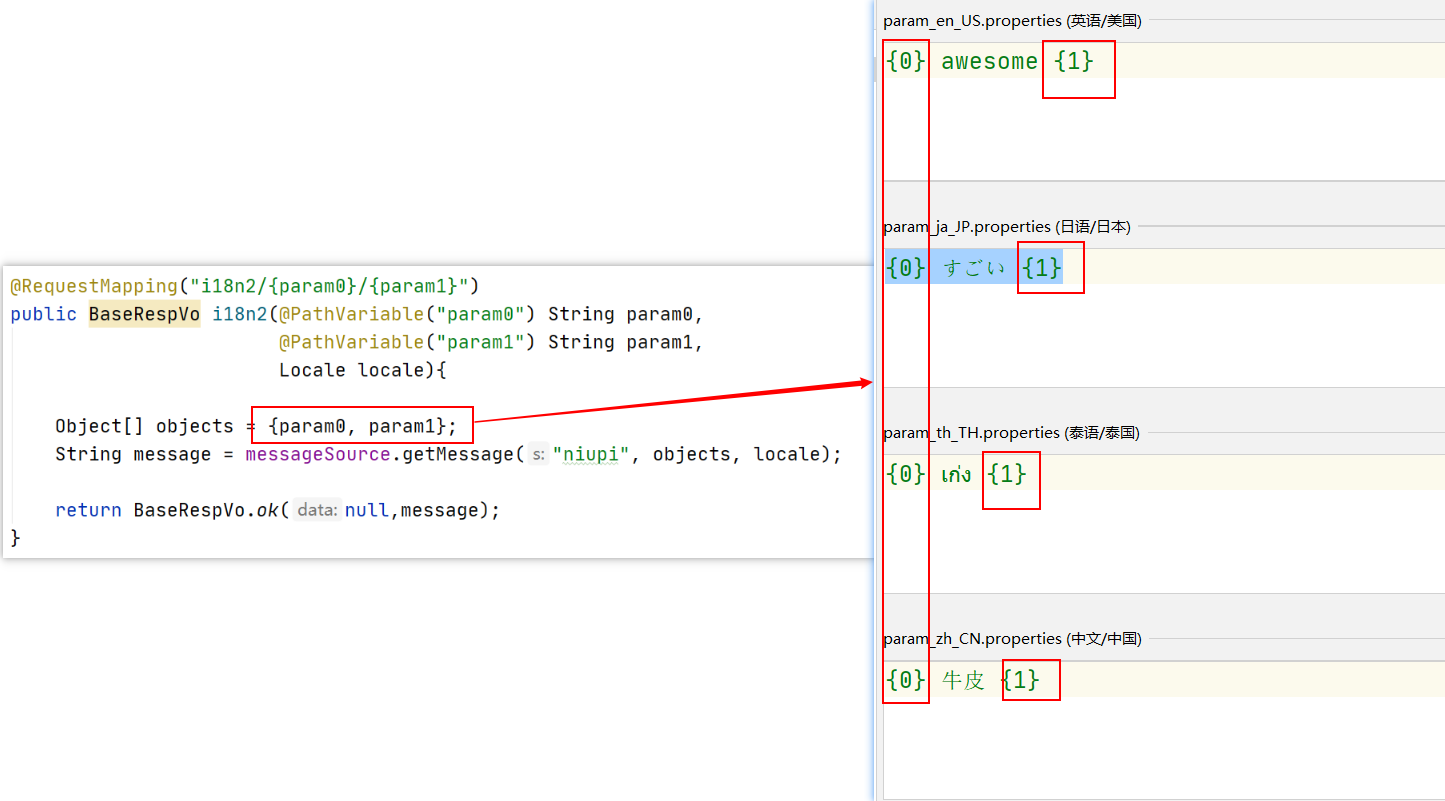 @RequestMapping("i18n2/{param0}/{param1}")
public BaseRespVo i18n2(@PathVariable("param0") String param0,
@PathVariable("param1") String param1,
Locale locale){
Object[] objects = {param0, param1};
String message = messageSource.getMessage( s: "niupi", objects, locale);
return BaseRespVo.ok( data: null,message);
}
param_en_US.properties (英语/美国)
{0} awesome {1}
param_ja_JP.properties (日语/日本)
{0} すごい {1}
param_th_TH.properties (泰语/泰国)
{0} เก่ง {1}
param_zh_CN.properties (中文/中国)
{0} 牛皮 {1}